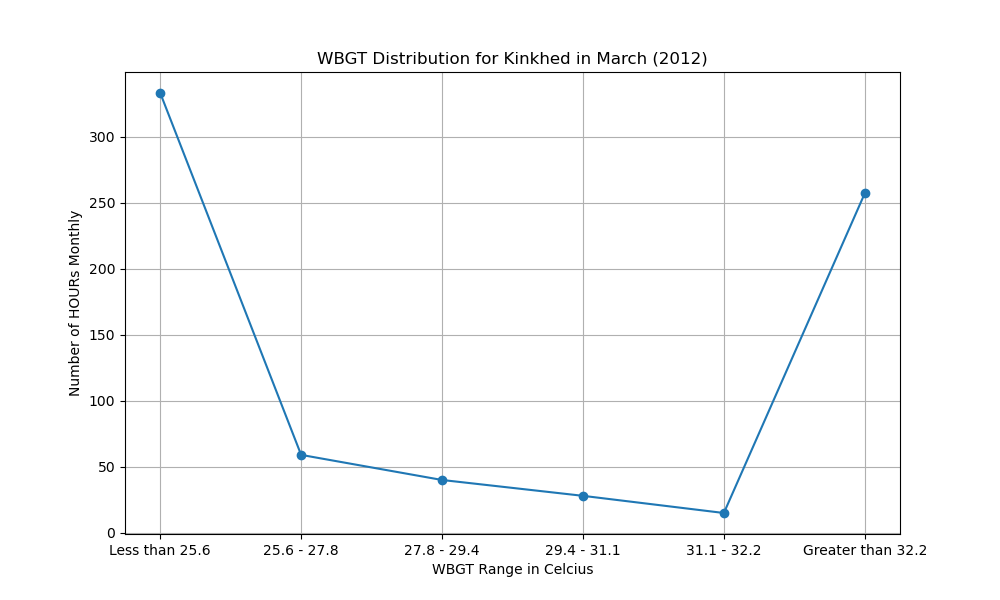 WBGT Distribution for Kinkhed in March (2012)
Number of HOURs Monthly
300
250
200
150
100
50
0
Less than 25.6 25.6 - 27.8 27.8 - 29.4 29.4 - 31.1 31.1 - 32.2 Greater than 32.2
WBGT Range in Celcius